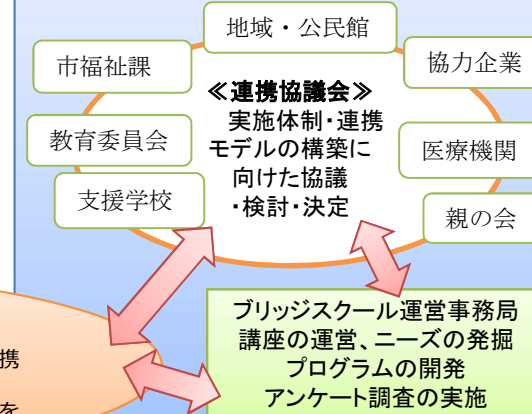 地域・公民館
市福祉課
協力企業
≪連携協議会≫
実施体制・連携
モデルの構築に
向けた協議
・検討・決定
教育委員会
医療機関
支援学校
親の会
ブリッジスクール運営事務局
講座の運営、ニーズの発掘
プログラムの開発
アンケート調査の実施
携
を